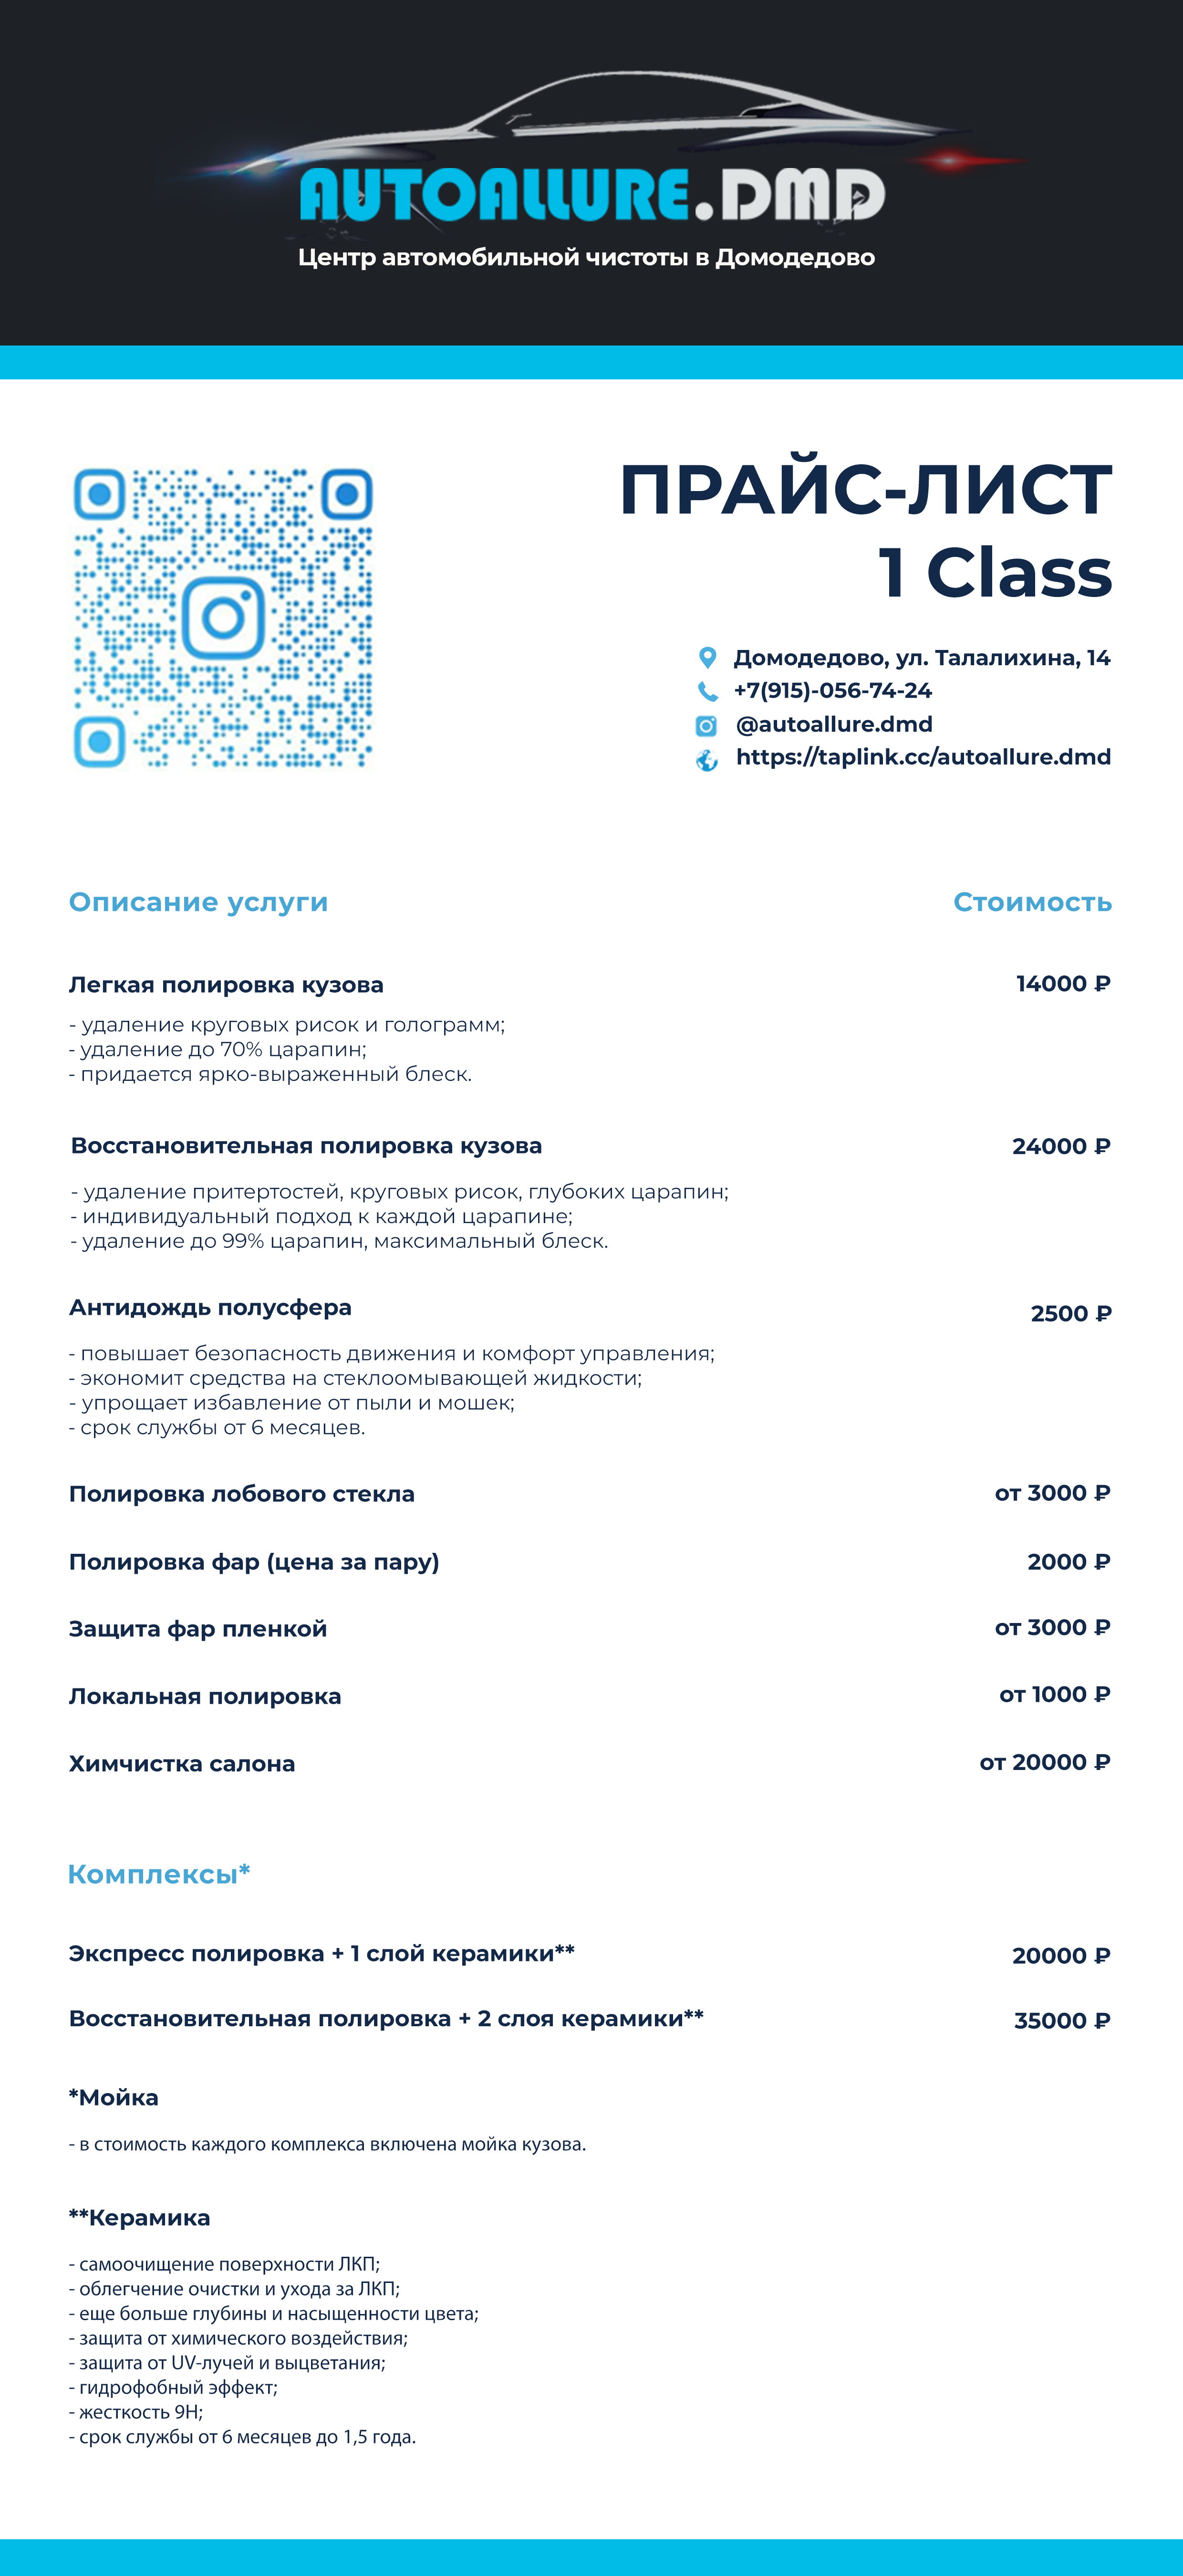 AUTOALLURE.DMD
Центр автомобильной чистоты в Домодедово
ПРАЙС-ЛИСТ
1 Class
Домодедово, ул. Талалихина, 14
+7(915)-056-74-24
@autoallure.dmd
https://taplink.cc/autoallure.dmd
Описание услуги Стоимость
Легкая полировка кузова 14000 ₽
- удаление круговых рисок и голограмм;
- удаление до 70% царапин;
- придается ярко-выраженный блеск.
Восстановительная полировка кузова 24000 ₽
- удаление притертостей, круговых рисок, глубоких царапин;
- индивидуальный подход к каждой царапине;
- удаление до 99% царапин, максимальный блеск.
Антидождь полусфера 2500 ₽
- повышает безопасность движения и комфорт управления;
- экономит средства на стеклоомывающей жидкости;
- упрощает избавление от пыли и мошек;
- срок службы от 6 месяцев.
Полировка лобового стекла от 3000 ₽
Полировка фар (цена за пару) 2000 ₽
Защита фар пленкой от 3000 ₽
Локальная полировка от 1000 ₽
Химчистка салона от 20000 ₽
Комплексы*
Экспресс полировка + 1 слой керамики** 20000 ₽
Восстановительная полировка + 2 слоя керамики** 35000 ₽
*Мойка
- в стоимость каждого комплекса включена мойка кузова.
**Керамика
- самоочищение поверхности ЛКП;
- облегчение очистки и ухода за ЛКП;
- еще больше глубины и насыщенности цвета;
- защита от химического воздействия;
- защита от UV-лучей и выцветания;
- гидрофобный эффект;
- жесткость 9Н;
- срок службы от 6 месяцев до 1,5 года.